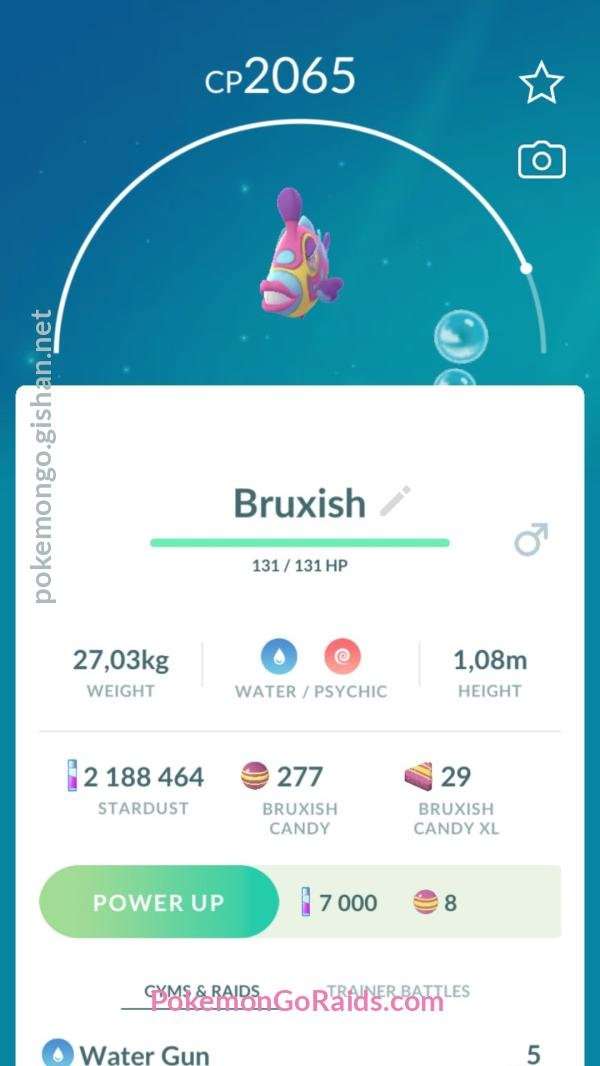 CP2065
pokemongo.gishan.net
Bruxish
131 / 131 HP
27,03kg
WEIGHT
WATER / PSYCHIC
1,08m
HEIGHT
2 188 464
STARDUST
277
BRUXISH
CANDY
29
BRUXISH
CANDY XL
POWER UP
7 000
8
GYMS & RAIDS
TRAINER BATTLES
PokemonGoRaids.com
Water Gun
5